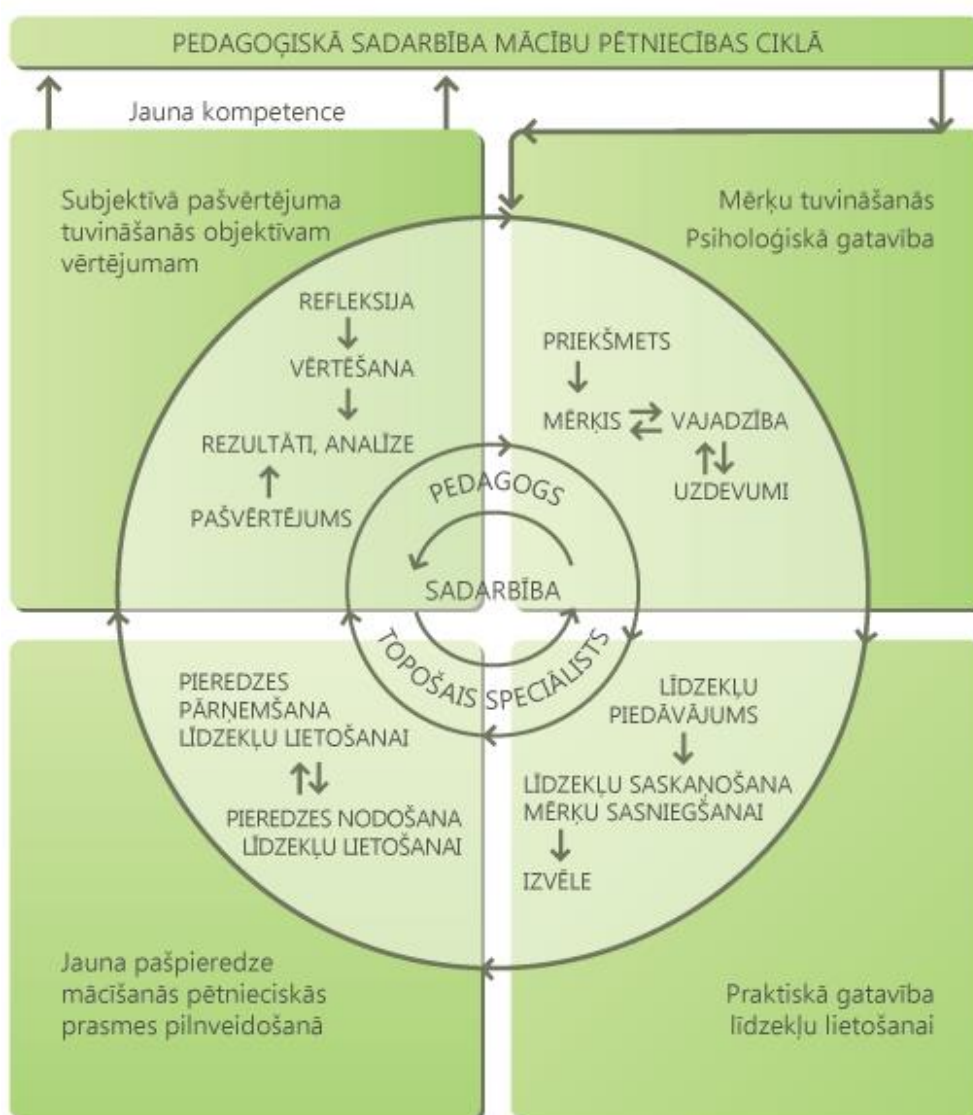 PEDAGOĢISKĀ SADARBĪBA MĀCĪBU PĒTNIECĪBAS CIKLĀ
Jauna kompetence
Subjektīvā pašvērtējuma
tuvināšanās objektīvam
vērtējumam
REFLEKSIJA
VĒRTĒŠANA
REZULTĀTI, ANALĪZE
PAŠVĒRTĒJUMS
Mērķu tuvināšanās
Psiholoģiskā gatavība
PRIEKŠMETS
MĒRĶIS
VAJADZĪBA
UZDEVUMI
PEDAGOGS
SADARBĪBA
TOPOŠAIS SPECIĀLISTS
PIEREDZES
PĀRŅEMŠANA
LĪDZEKĻU LIETOŠANAI
PIEREDZES NODOŠANA
LĪDZEKĻU LIETOŠANAI
Jauna pašpieredze
mācīšanās pētnieciskās
prasmes pilnveidošanā
LĪDZEKĻU
PIEDĀVĀJUMS
LĪDZEKĻU SASKAŅOŠANA
MĒRĶU SASNIEGŠANAI
IZVĒLE
Praktiskā gatavība
līdzekļu lietošanai